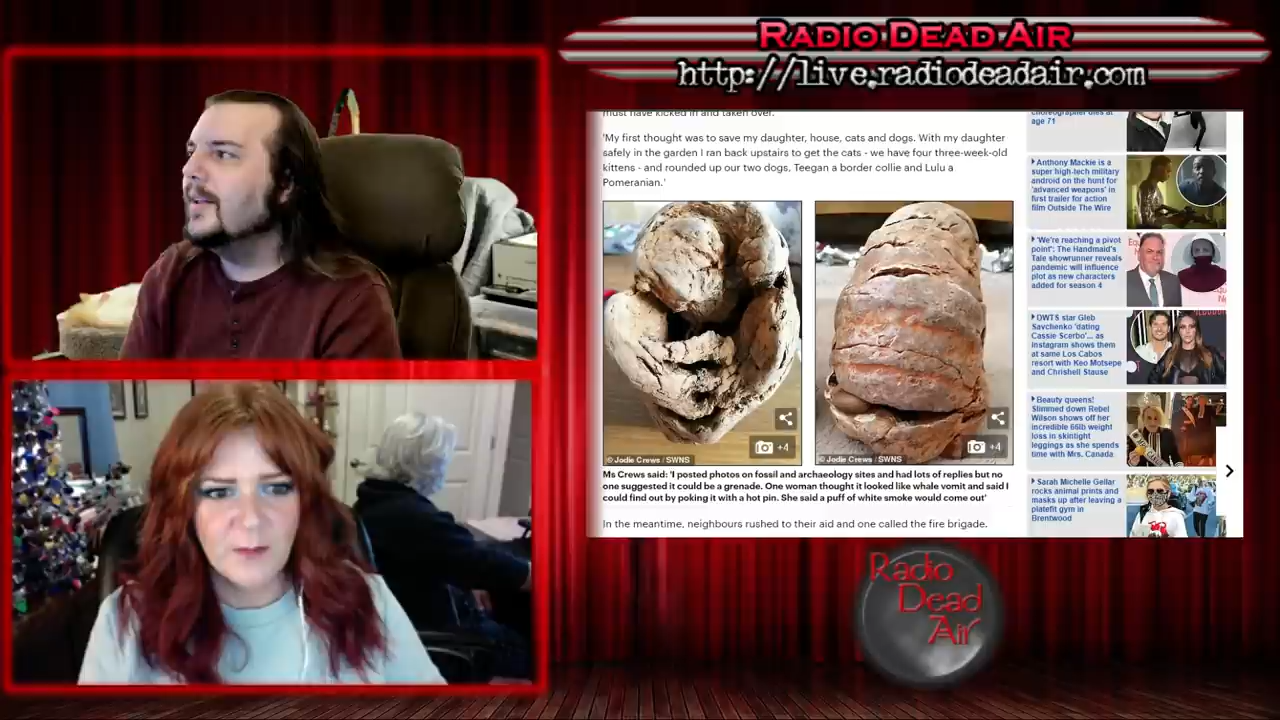 RADIO DEAD AIR
http://live.radiodeadair.com
must have kicked in and taken over.
'My first thought was to save my daughter, house, cats and dogs. With my daughter
safely in the garden I ran back upstairs to get the cats - we have four three-week-old
kittens - and rounded up our two dogs, Teegan a border collie and Lulu a
Pomeranian.'
+4
© Jodie Crews / SWNS
+4
© Jodie Crews / SWNS
Ms Crews said: 'I posted photos on fossil and archaeology sites and had lots of replies but no
one suggested it could be a grenade. One woman thought it looked like whale vomit and said I
could find out by poking it with a hot pin. She said a puff of white smoke would come out'
In the meantime, neighbours rushed to their aid and one called the fire brigade.
choreographer dies at
age 71
Anthony Mackie is a
super high-tech military
android on the hunt for
'advanced weapons' in
first trailer for action
film Outside The Wire
'We're reaching a pivot
point': The Handmaid's
Tale showrunner reveals
pandemic will influence
plot as new characters
added for season 4
DWTS star Gleb
Savchenko 'dating
Cassie Scerbo'... as
Instagram shows them
at same Los Cabos
resort with Keo Motsepe
and Chrishell Stause
Beauty queens!
Slimmed down Rebel
Wilson shows off her
incredible 66lb weight
loss in skintight
leggings as she spends
time with Mrs. Canada
Sarah Michelle Gellar
rocks animal prints and
masks up after leaving a
platefit gym in
Brentwood
Radio
Dead
Air